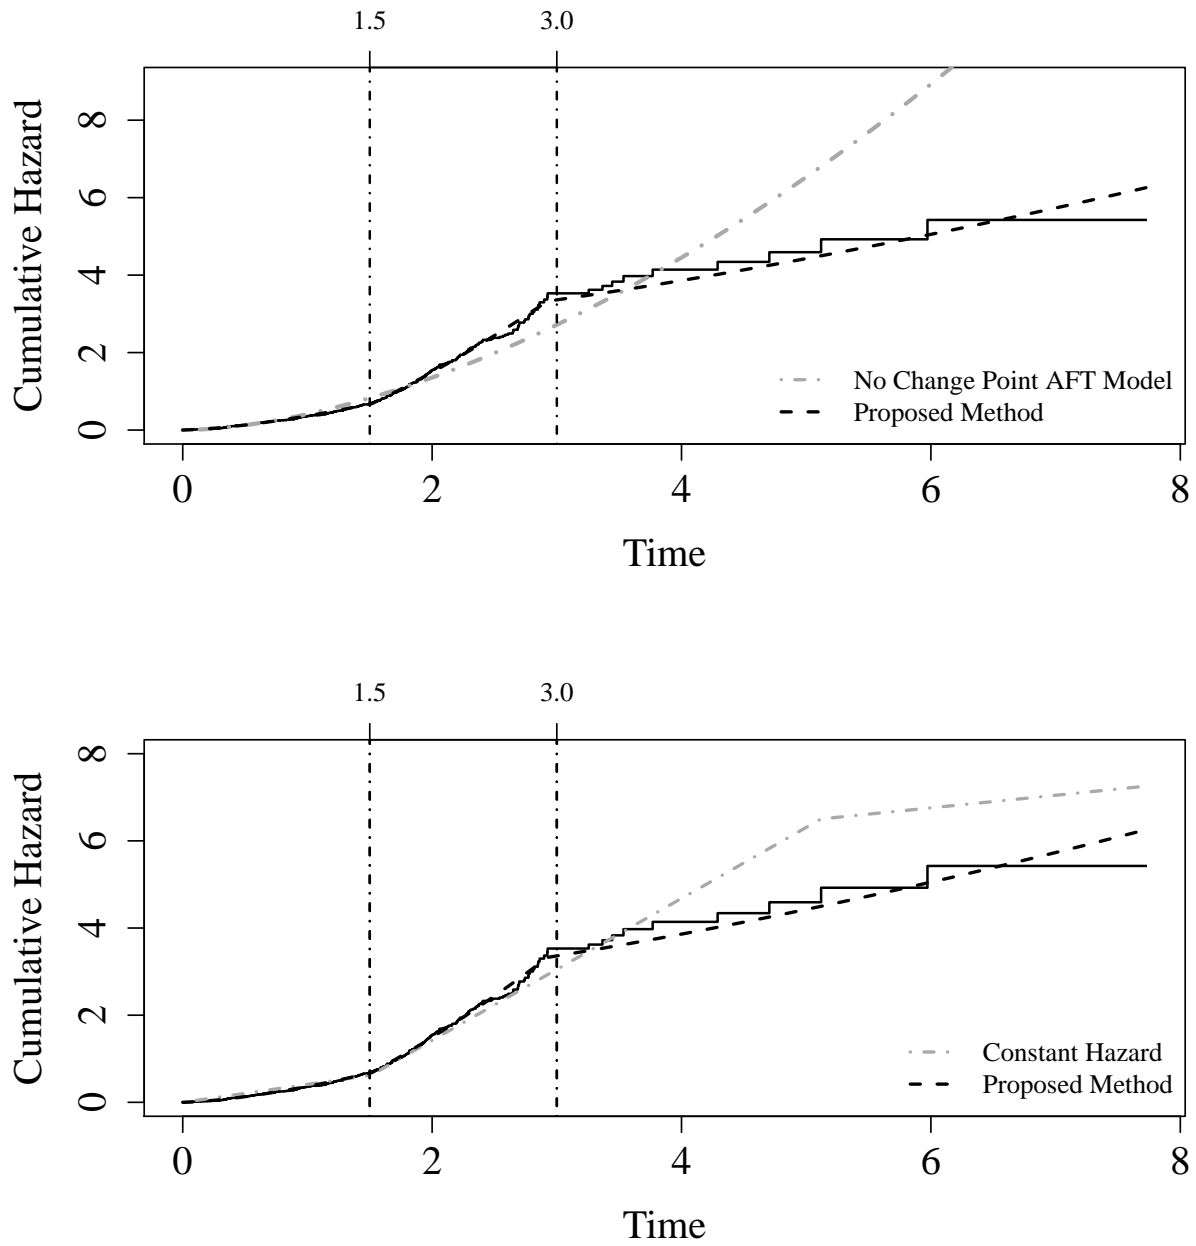 1.5 3.0
8
6
4
2
0
Cumulative Hazard
No Change Point AFT Model
Proposed Method
0 2 4 6 8
Time
1.5 3.0
8
6
4
2
0
Cumulative Hazard
Constant Hazard
Proposed Method
0 2 4 6 8
Time